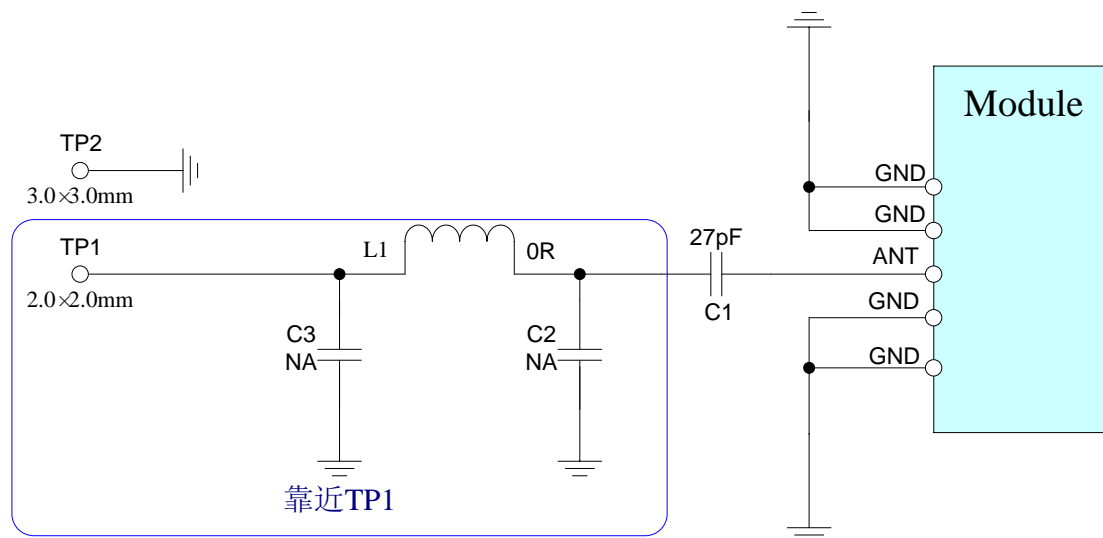 Module
TP2
3.0×3.0mm
GND
GND
TP1
2.0×2.0mm
L1
0R
27pF
C1
ANT
GND
GND
C3
NA
C2
NA
靠近TP1